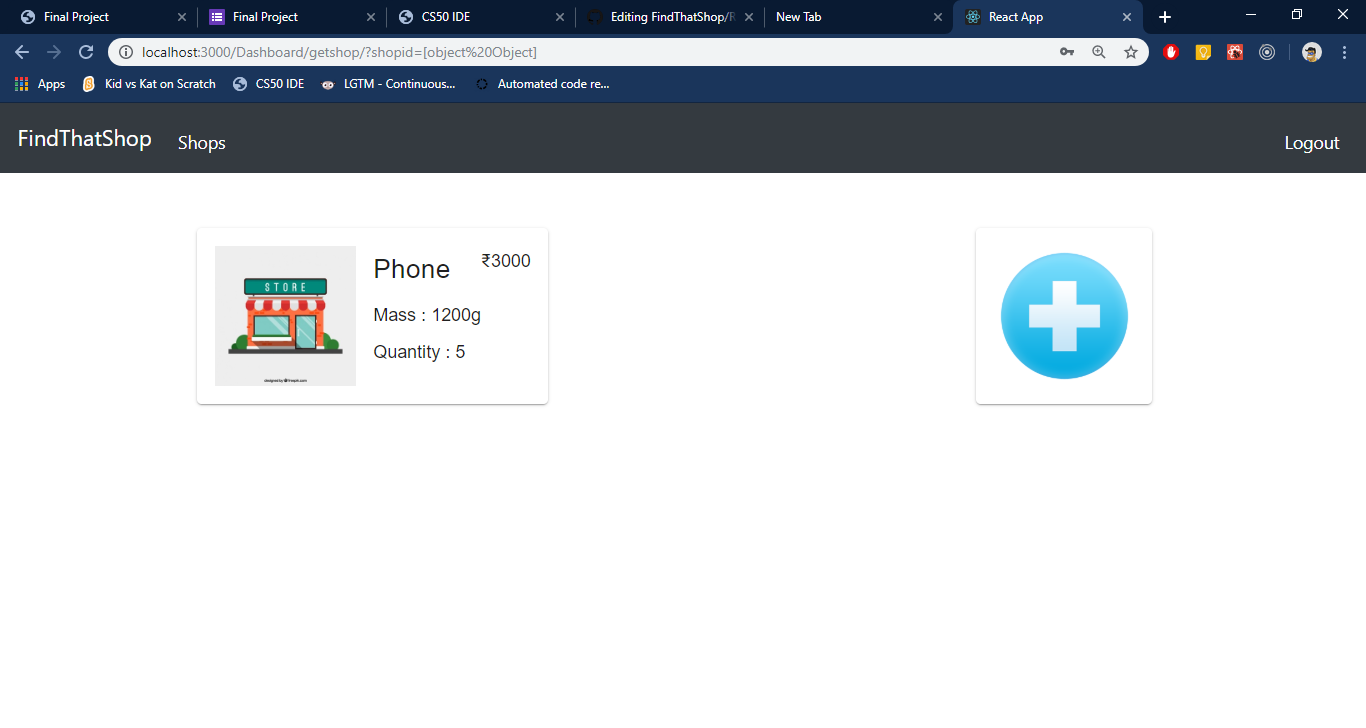 Final Project
Final Project
CS50 IDE
Editing FindThatShop/R
New Tab
React App
localhost:3000/Dashboard/getshop/?shopid=[object%20Object]
Apps
Kid vs Kat on Scratch
CS50 IDE
LGTM - Continuous...
Automated code re...
FindThatShop
Shops
Logout
STORE
designed by freepik.com
Phone
₹3000
Mass : 1200g
Quantity : 5